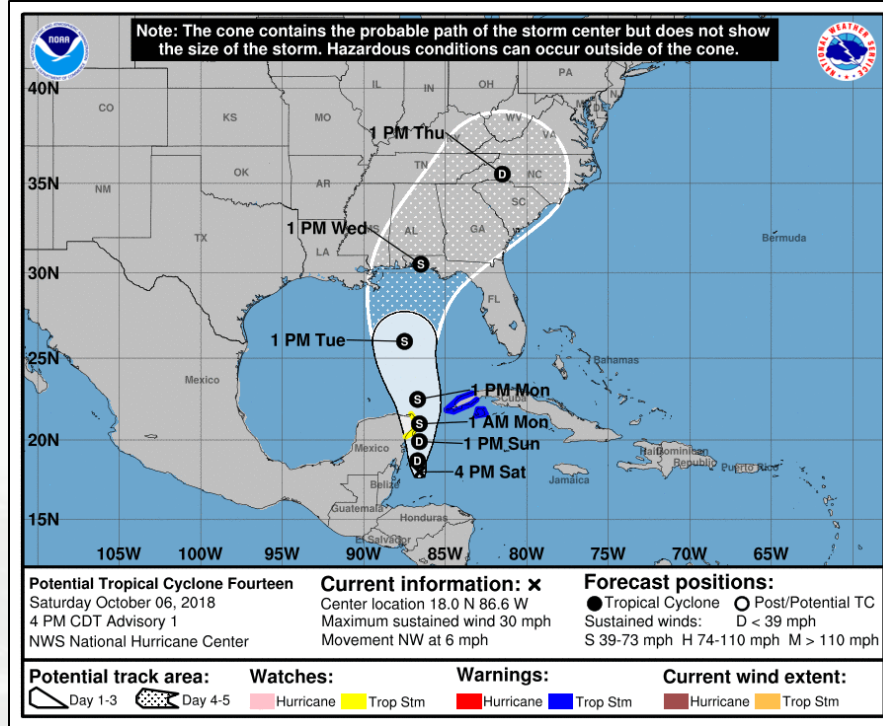 Note: The cone contains the probable path of the storm center but does not show
the size of the storm. Hazardous conditions can occur outside of the cone.
NOAA
NATIONAL WEATHER SERVICE
40N
35N
30N
25N
20N
15N
105W 100W 95W 90W 85W 80W 75W 70W 65W
CO
KS
MO
IL
IN
OH
PA
WV
VA
DE
NM
OK
AR
TN
NC
SC
TX
LA
AL
GA
FL
Bermuda
Mexico
Bahamas
Cuba
Mexico
Belize
Jamaica
Haiti
Dominican
Republic
Puerto Rico
Guatemala
Honduras
El Salvador
1 PM Thu
D
1 PM Wed
S
1 PM Tue
S
1 PM Mon
S
1 AM Mon
S
1 PM Sun
D
D
4 PM Sat
Potential Tropical Cyclone Fourteen
Saturday October 06, 2018
4 PM CDT Advisory 1
NWS National Hurricane Center
Current information: ×
Center location 18.0 N 86.6 W
Maximum sustained wind 30 mph
Movement NW at 6 mph
Forecast positions:
Tropical Cyclone Post/Potential TC
Sustained winds: D < 39 mph
S 39-73 mph H 74-110 mph M > 110 mph
Potential track area:
Day 1-3 Day 4-5
Watches:
Hurricane Trop Stm
Warnings:
Hurricane Trop Stm
Current wind extent:
Hurricane Trop Stm